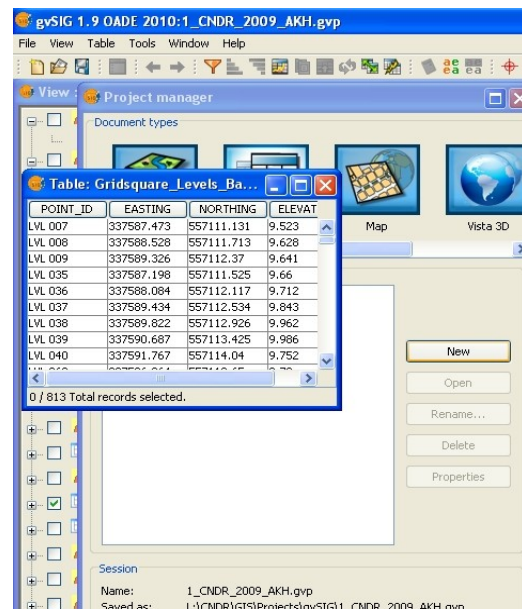 gvSIG 1.9 OADE 2010:1_CNDR_2009_AKH.gvp
File View Table Tools Window Help
View
Project manager
Document types
Map Vista 3D
Table: Gridsquare_Levels_Ba...
POINT_ID EASTING NORTHING ELEVAT
LVL 007 337587.473 557111.131 9.523
LVL 008 337588.528 557111.713 9.628
LVL 009 337589.326 557112.37 9.641
LVL 035 337587.198 557111.525 9.66
LVL 036 337588.084 557112.117 9.712
LVL 037 337589.434 557112.534 9.843
LVL 038 337589.822 557112.926 9.962
LVL 039 337590.687 557113.425 9.986
LVL 040 337591.767 557114.04 9.752
0 / 813 Total records selected.
New
Open
Rename...
Delete
Properties
Session
Name: 1_CNDR_2009_AKH.gvp
Saved as: L:\CNDR\GIS\Projects\gvSIG\1_CNDR_2009_AKH.gvp